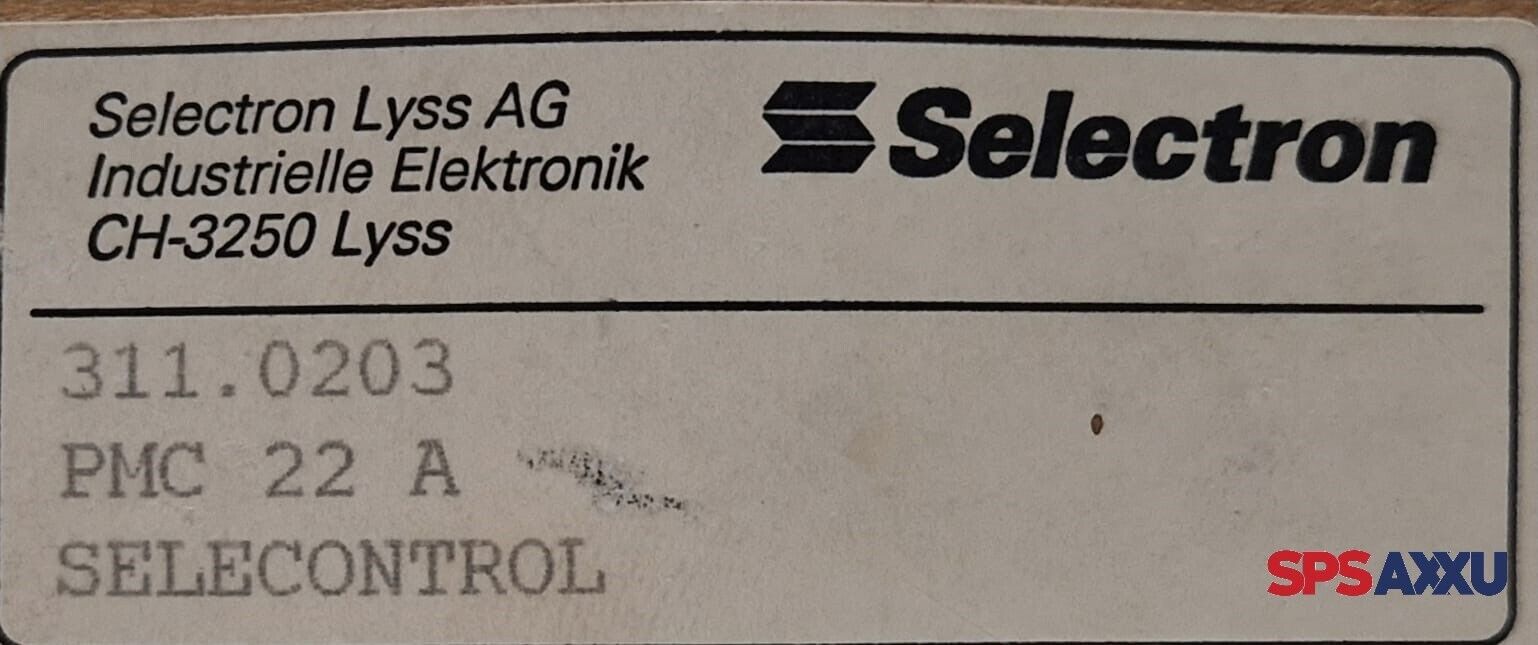 Selectron Lyss AG
Industrielle Elektronik
CH-3250 Lyss
Selectron
311.0203
PMC 22 A
SELECONTROL
SPSAXXU